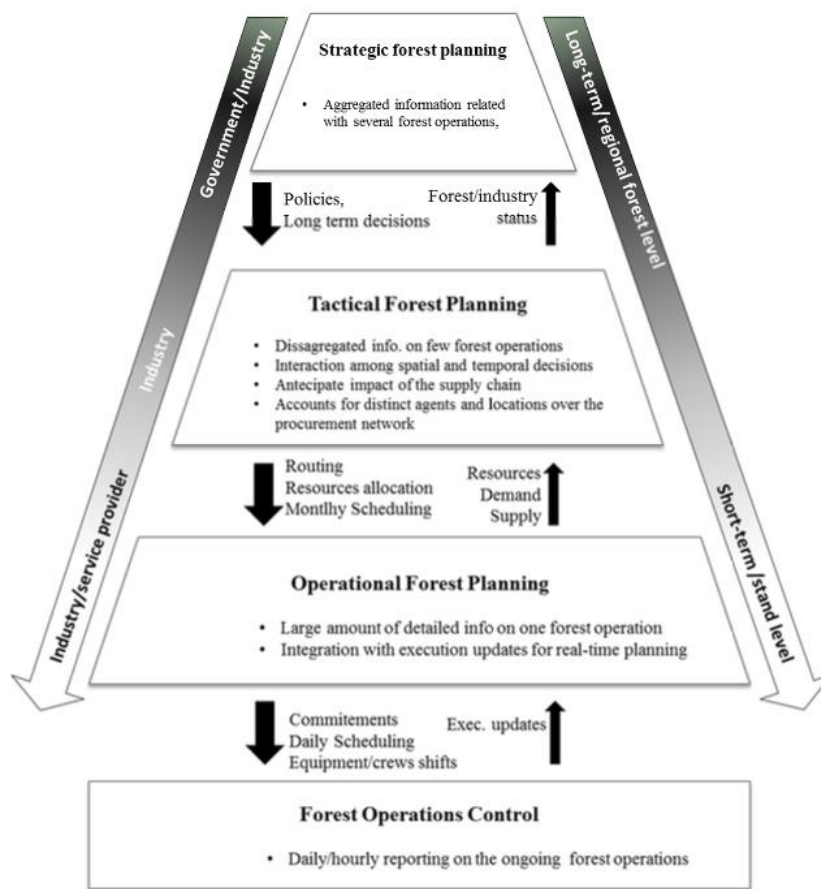 Strategic forest planning
• Aggregated information related
with several forest operations,
Government/Industry
Long-term/regional forest level
Policies,
Long term decisions
Forest/industry
status
Tactical Forest Planning
• Dissagregated info. on few forest operations
• Interaction among spatial and temporal decisions
• Antecipate impact of the supply chain
• Accounts for distinct agents and locations over the
procurement network
Industry
Routing
Resources allocation
Montlhy Scheduling
Resources
Demand
Supply
Industry/service provider
Short-term/stand level
Operational Forest Planning
• Large amount of detailed info on one forest operation
• Integration with execution updates for real-time planning
Commitements
Daily Scheduling
Equipment/crews shifts
Exec. updates
Forest Operations Control
• Daily/hourly reporting on the ongoing forest operations